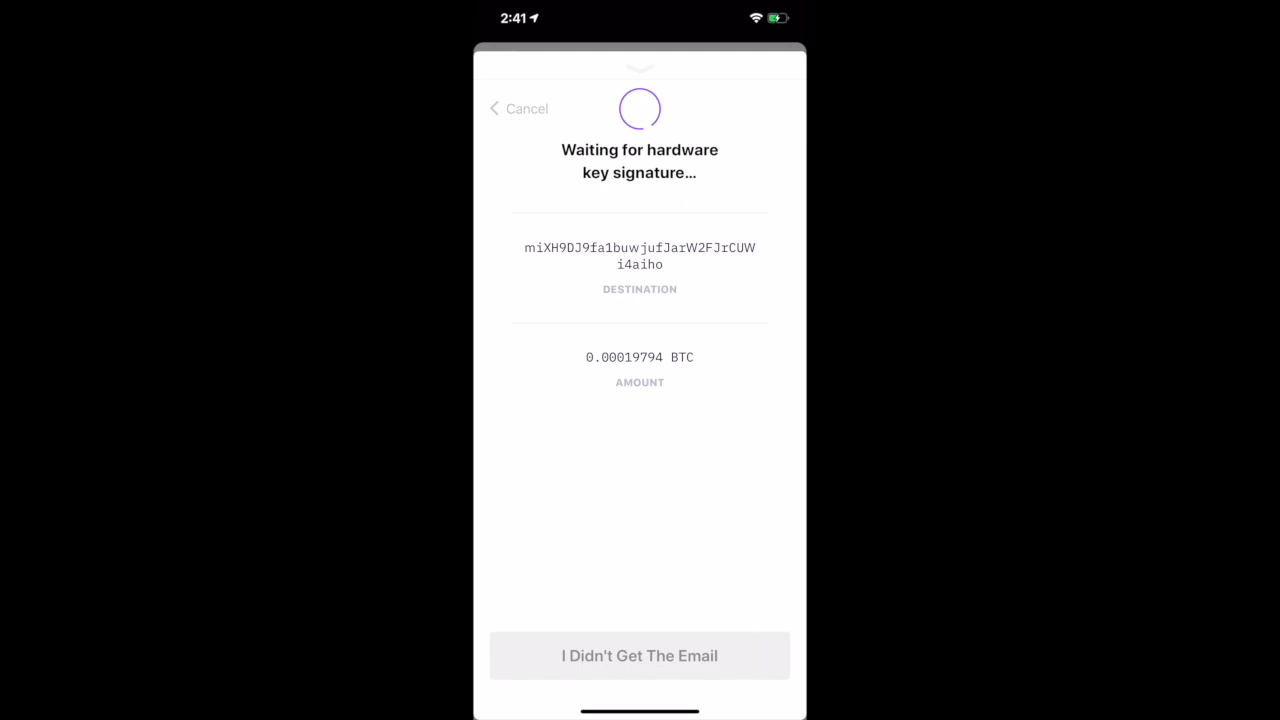 2:41
Cancel
Waiting for hardware
key signature...
miXH9DJ9fa1buwjufJarW2FJrCUW
i4aiho
DESTINATION
0.00019794 BTC
AMOUNT
I Didn't Get The Email